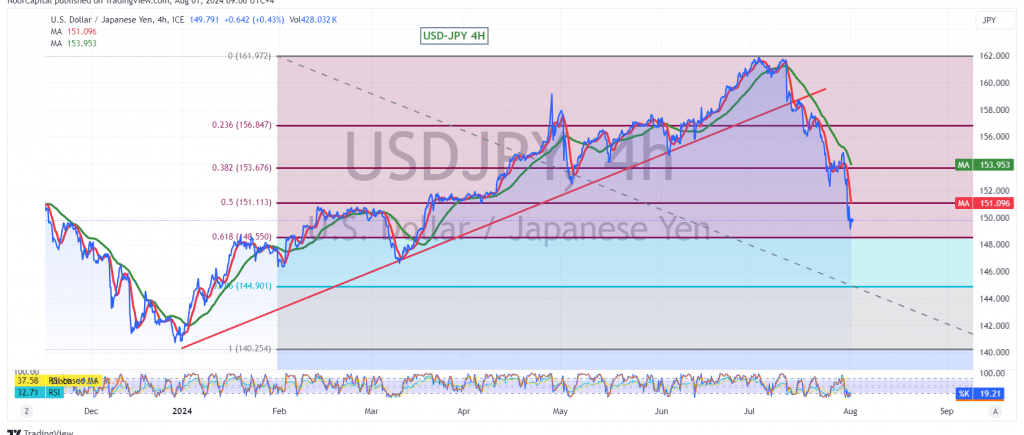 NoorCapital published on TradingView.com, Aug 01, 2024 09:06 UTC+4
U.S. Dollar / Japanese Yen, 4h, ICE 149.791 +0.642 (+0.43%) Vol428.032 K
MA 151.096
MA 153.953
USD-JPY 4H
JPY
0 (161.972)
162.000
160.000
158.000
0.236 (156.847)
156.000
USDJPY, 4h
0.382 (153.676)
MA 153.953
152.000
0.5 (151.113)
MA 151.096
150.000
U.S. Dollar / Japanese Yen
0.618 (148.550)
148.000
146.000
(144.901)
144.000
142.000
1 (140.254)
140.000
100.00
100.00
37.58 RSI-based MA
32.71 RSI
%K 19.21
Z Dec 2024 Feb Mar Apr May Jun Jul Aug Sep A
TradingView